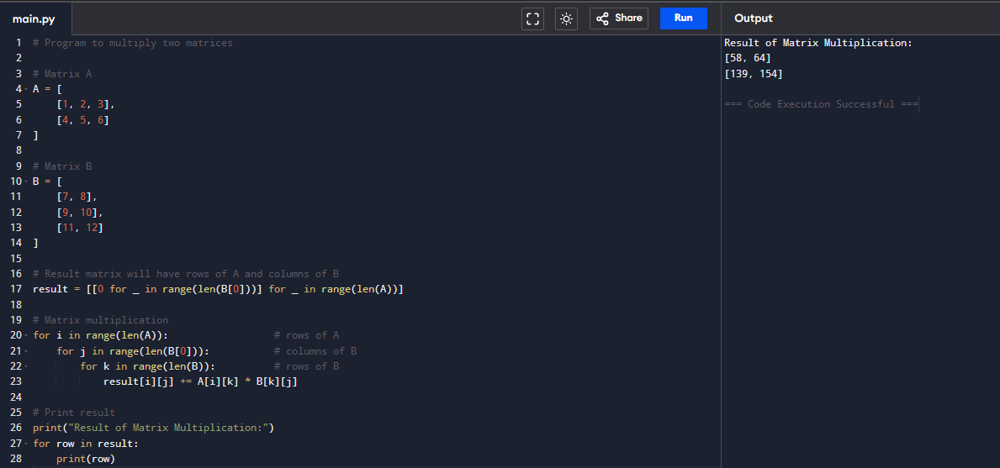 main.py
Share
Run
Output
1 # Program to multiply two matrices
2
3 # Matrix A
4 A = [
5     [1, 2, 3],
6     [4, 5, 6]
7 ]
8
9 # Matrix B
10 B = [
11     [7, 8],
12     [9, 10],
13     [11, 12]
14 ]
15
16 # Result matrix will have rows of A and columns of B
17 result = [[0 for _ in range(len(B[0]))] for _ in range(len(A))]
18
19 # Matrix multiplication
20 for i in range(len(A)):                  # rows of A
21     for j in range(len(B[0])):           # columns of B
22         for k in range(len(B)):          # rows of B
23             result[i][j] += A[i][k] * B[k][j]
24
25 # Print result
26 print("Result of Matrix Multiplication:")
27 for row in result:
28     print(row)
Result of Matrix Multiplication:
[58, 64]
[139, 154]
=== Code Execution Successful ===